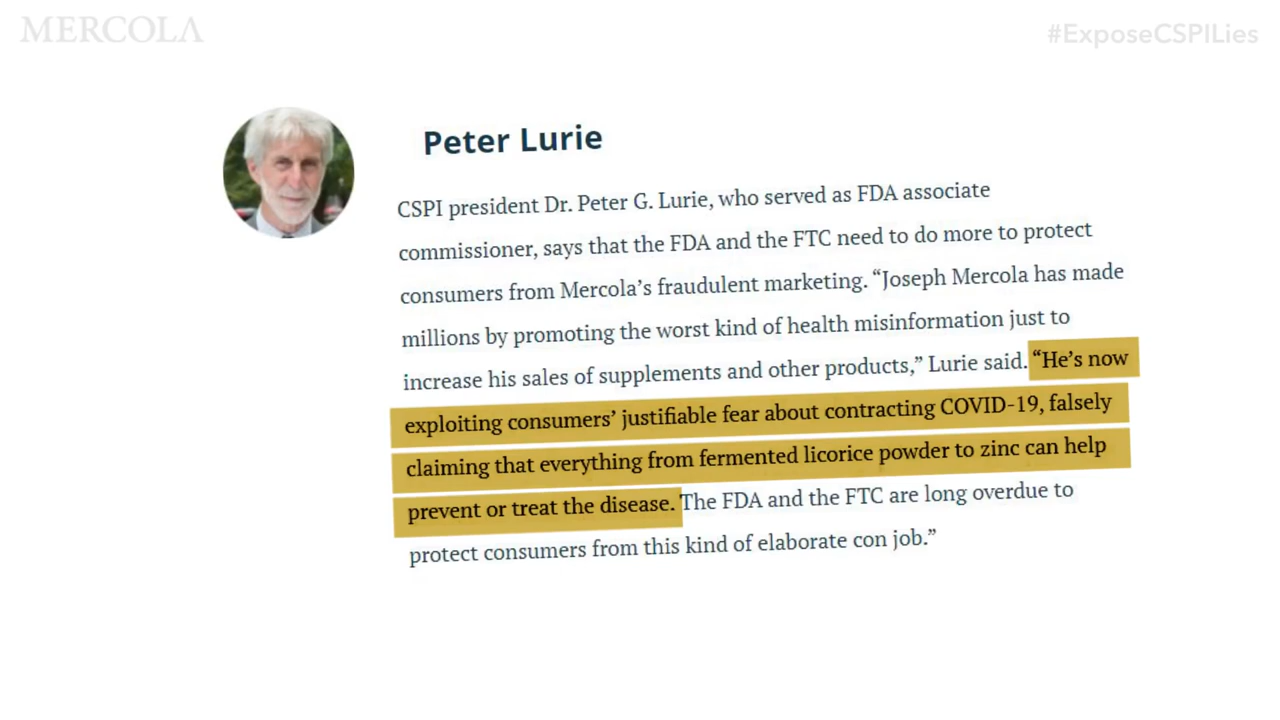 MERCOLA
#ExposeCSPILies
Peter Lurie
CSPI president Dr. Peter G. Lurie, who served as FDA associate
commissioner, says that the FDA and the FTC need to do more to protect
consumers from Mercola’s fraudulent marketing. “Joseph Mercola has made
millions by promoting the worst kind of health misinformation just to
increase his sales of supplements and other products,” Lurie said. “He’s now
exploiting consumers’ justifiable fear about contracting COVID-19, falsely
claiming that everything from fermented licorice powder to zinc can help
prevent or treat the disease. The FDA and the FTC are long overdue to
protect consumers from this kind of elaborate con job.”